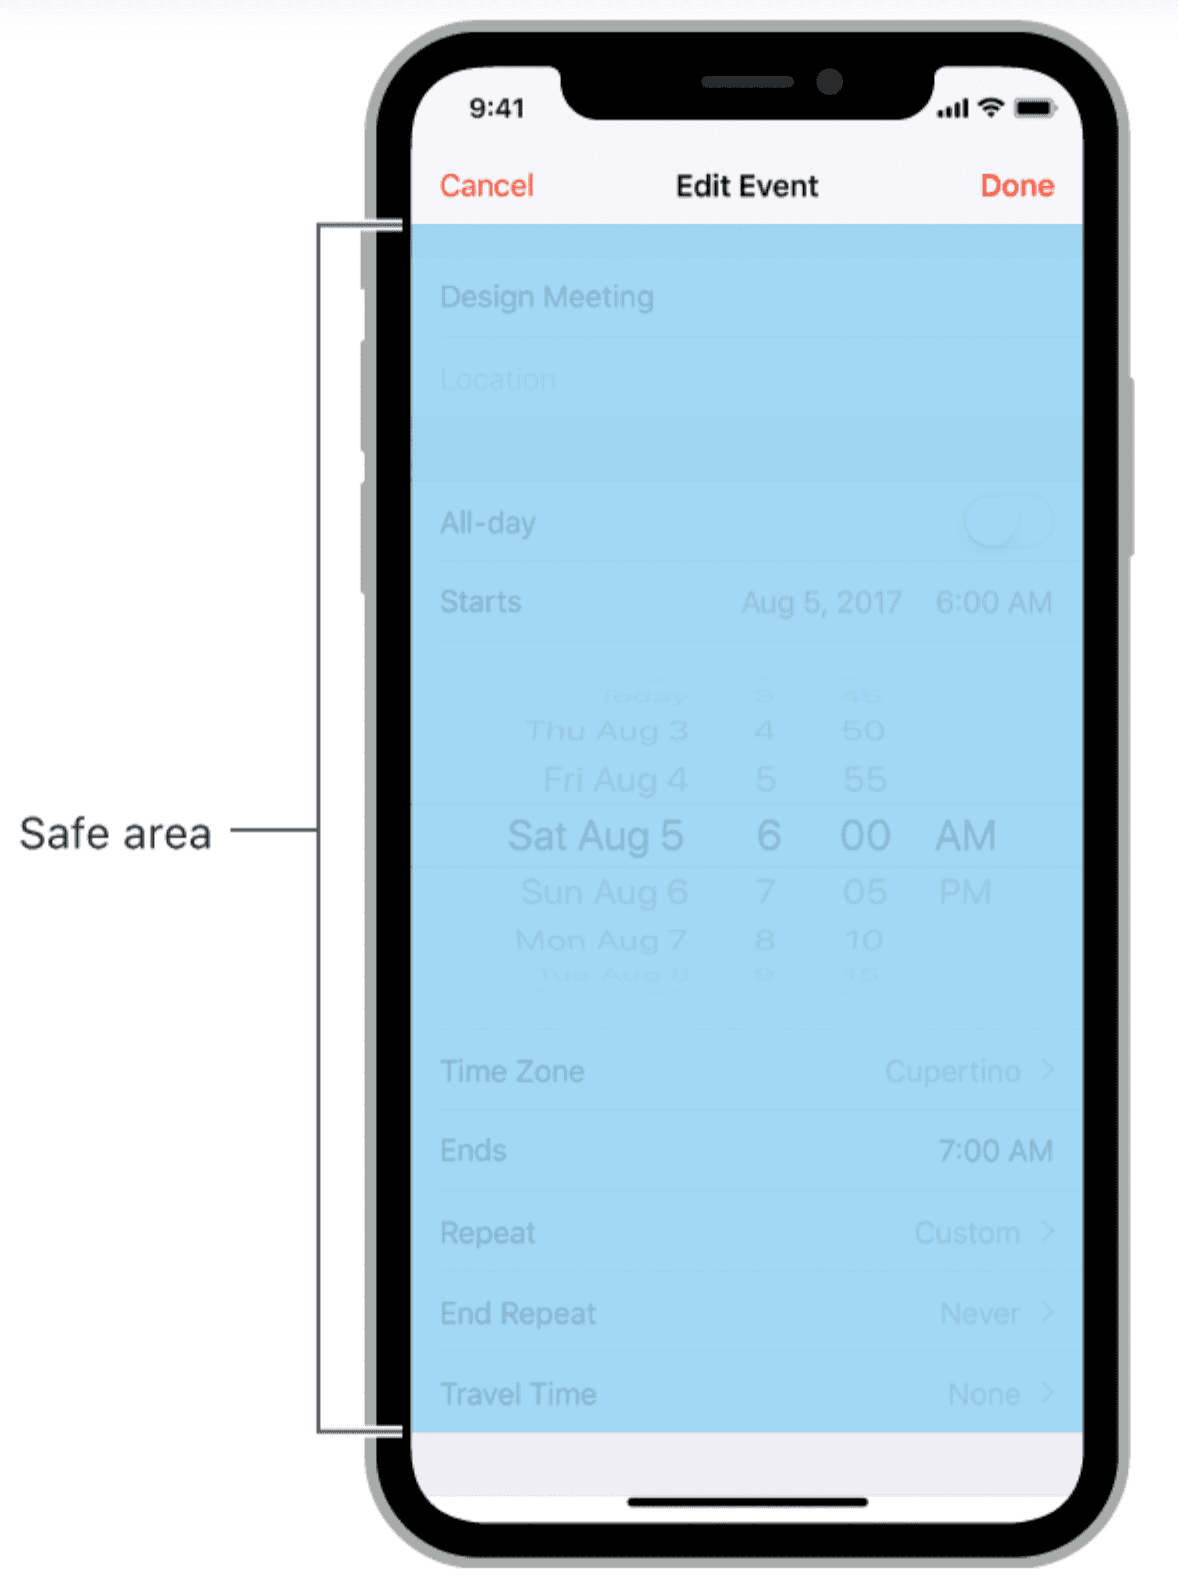 9:41
Cancel Edit Event Done
Design Meeting
Location
All-day
Starts Aug 5, 2017 6:00 AM
Today 3 45
Thu Aug 3 4 50
Fri Aug 4 5 55
Safe area
Sat Aug 5 6 00 AM
Sun Aug 6 7 05 PM
Mon Aug 7 8 10
Tue Aug 8 9 15
Time Zone Cupertino >
Ends 7:00 AM
Repeat Custom >
End Repeat Never >
Travel Time None >